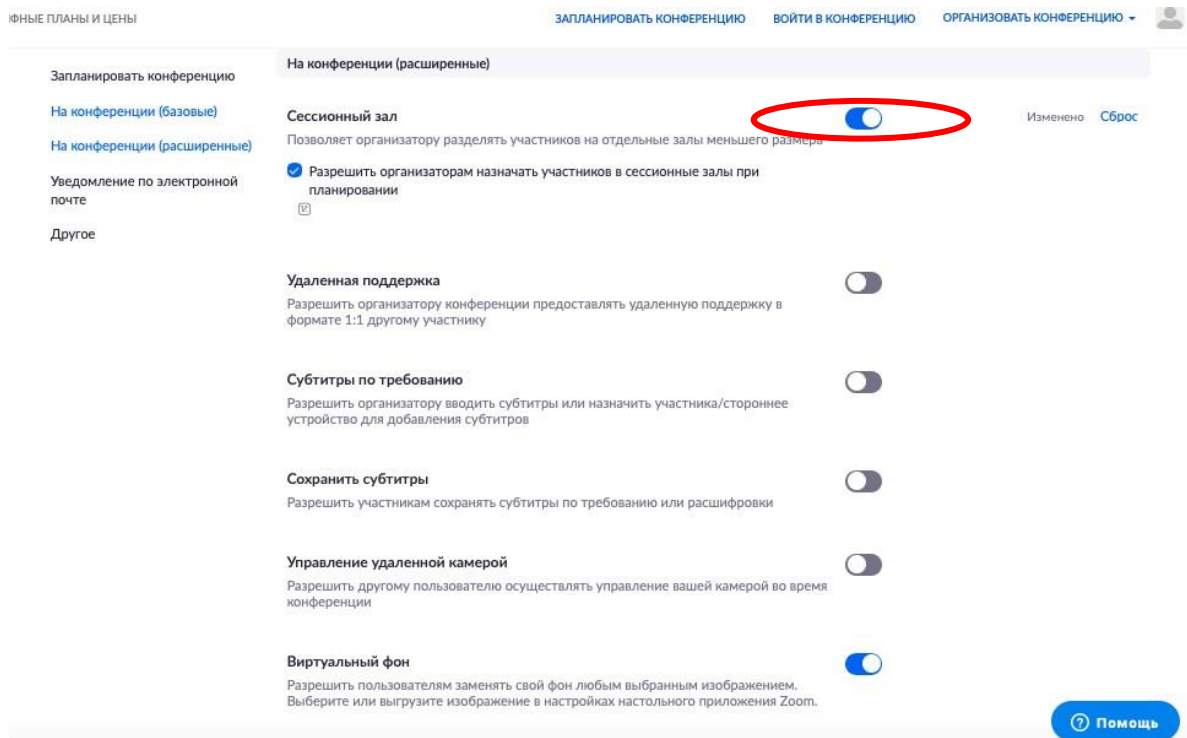 ФНЫЕ ПЛАНЫ И ЦЕНЫ
ЗАПЛАНИРОВАТЬ КОНФЕРЕНЦИЮ
ВОЙТИ В КОНФЕРЕНЦИЮ
ОРГАНИЗОВАТЬ КОНФЕРЕНЦИЮ
Запланировать конференцию
На конференции (базовые)
На конференции (расширенные)
Уведомление по электронной
почте
Другое
На конференции (расширенные)
Сессионный зал
Изменено Сброс
Позволяет организатору разделять участников на отдельные залы меньшего размера
Разрешить организаторам назначать участников в сессионные залы при
планировании
Удаленная поддержка
Разрешить организатору конференции предоставлять удаленную поддержку в
формате 1:1 другому участнику
Субтитры по требованию
Разрешить организатору вводить субтитры или назначить участника/стороннее
устройство для добавления субтитров
Сохранить субтитры
Разрешить участникам сохранять субтитры по требованию или расшифровки
Управление удаленной камерой
Разрешить другому пользователю осуществлять управление вашей камерой во время
конференции
Виртуальный фон
Разрешить пользователям заменять свой фон любым выбранным изображением.
Выберите или выгрузите изображение в настройках настольного приложения Zoom.
Помощь